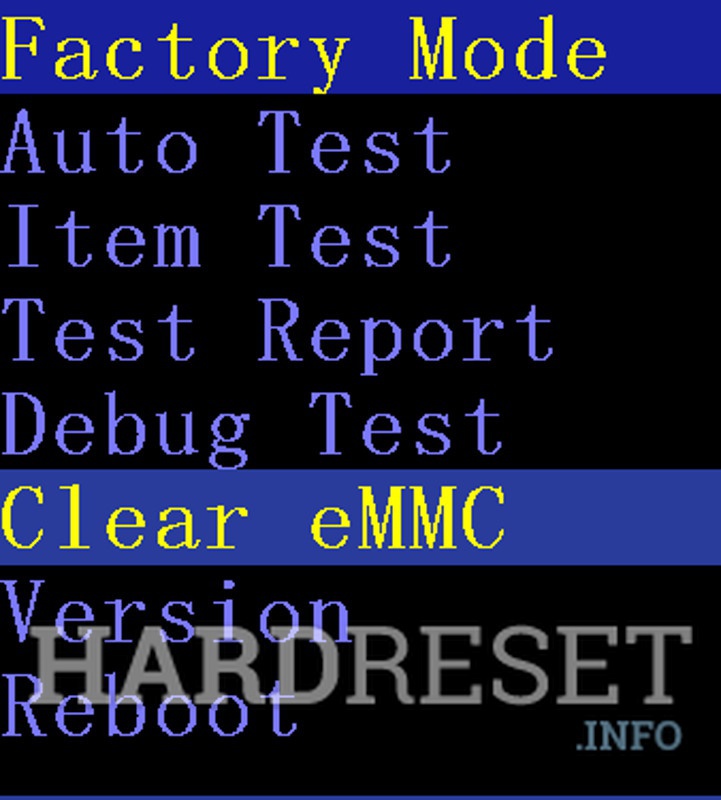 Factory Mode
Auto Test
Item Test
Test Report
Debug Test
Clear eMMC
Version
HARDRESET
Reboot
.INFO